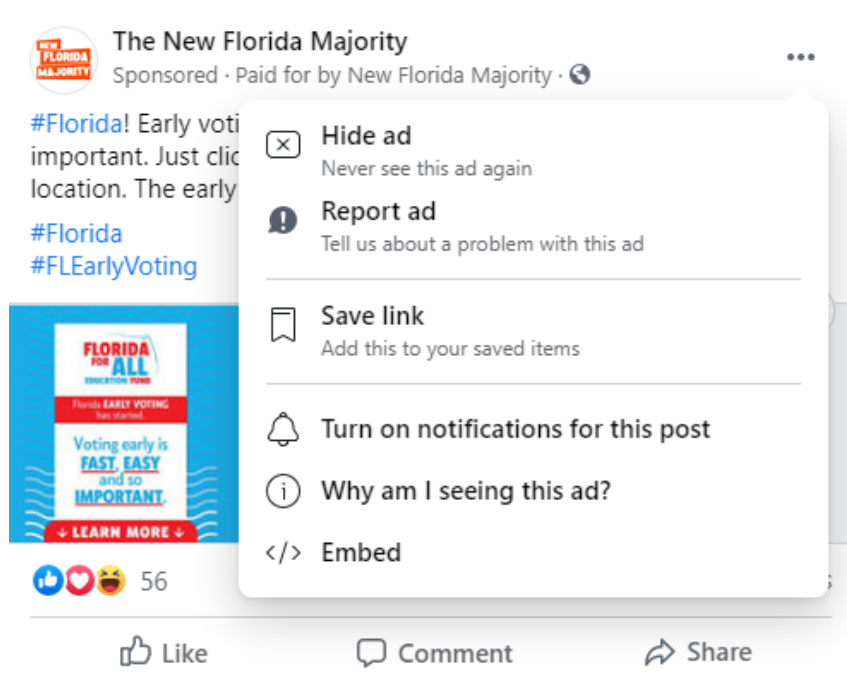 NEW
FLORIDA
MAJORITY
The New Florida Majority
Sponsored · Paid for by New Florida Majority ·
#Florida! Early voti
important. Just clic
location. The early
#Florida
#FLEarlyVoting
FLORIDA
FOR ALL
EDUCATION FUND
Florida EARLY VOTING
has started.
Voting early is
FAST, EASY
and so
IMPORTANT.
LEARN MORE
Hide ad
Never see this ad again
Report ad
Tell us about a problem with this ad
Save link
Add this to your saved items
Turn on notifications for this post
Why am I seeing this ad?
</> Embed
56
s
Like
Comment
Share